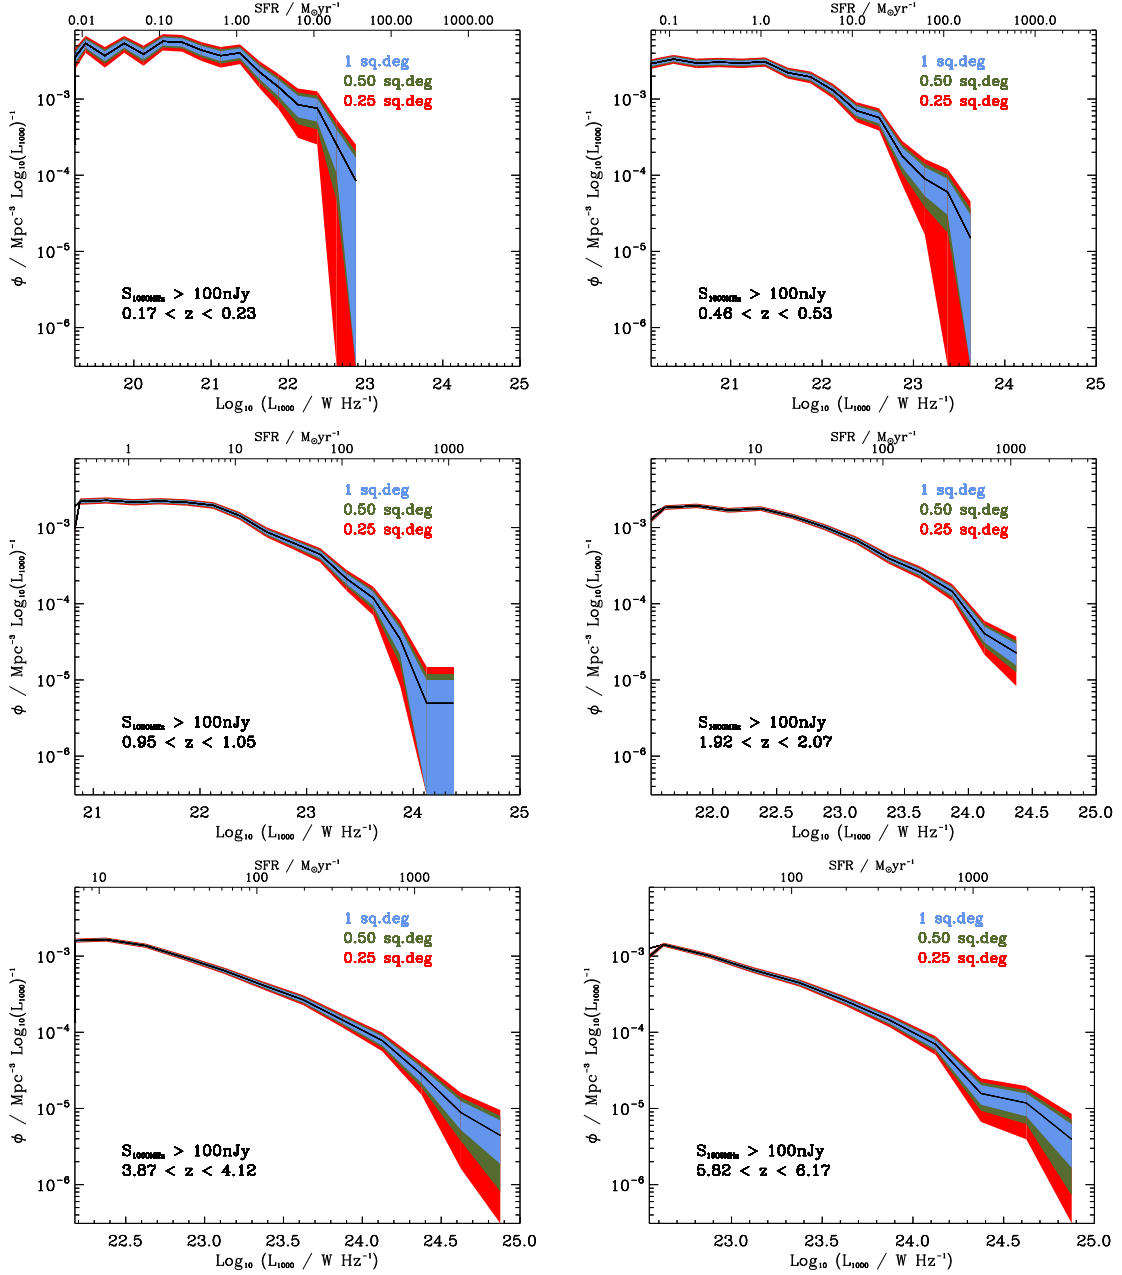 SFR / M☉yr⁻¹
0.01 0.10 1.00 10.00 100.00 1000.00
1 sq.deg
0.50 sq.deg
0.25 sq.deg
10⁻³
10⁻⁴
10⁻⁵
10⁻⁶
ϕ / Mpc⁻³ Log₁₀(L₁₀₀₀)⁻¹
S₁₀₀₀MHz > 100nJy
0.17 < z < 0.23
20 21 22 23 24 25
Log₁₀ (L₁₀₀₀ / W Hz⁻¹)
SFR / M☉yr⁻¹
0.1 1.0 10.0 100.0 1000.0
1 sq.deg
0.50 sq.deg
0.25 sq.deg
10⁻³
10⁻⁴
10⁻⁵
10⁻⁶
ϕ / Mpc⁻³ Log₁₀(L₁₀₀₀)⁻¹
S₁₀₀₀MHz > 100nJy
0.46 < z < 0.53
21 22 23 24 25
Log₁₀ (L₁₀₀₀ / W Hz⁻¹)
SFR / M☉yr⁻¹
1 10 100 1000
1 sq.deg
0.50 sq.deg
0.25 sq.deg
10⁻³
10⁻⁴
10⁻⁵
10⁻⁶
ϕ / Mpc⁻³ Log₁₀(L₁₀₀₀)⁻¹
S₁₀₀₀MHz > 100nJy
0.95 < z < 1.05
21 22 23 24 25
Log₁₀ (L₁₀₀₀ / W Hz⁻¹)
SFR / M☉yr⁻¹
10 100 1000
1 sq.deg
0.50 sq.deg
0.25 sq.deg
10⁻³
10⁻⁴
10⁻⁵
10⁻⁶
ϕ / Mpc⁻³ Log₁₀(L₁₀₀₀)⁻¹
S₁₀₀₀MHz > 100nJy
1.92 < z < 2.07
22.0 22.5 23.0 23.5 24.0 24.5 25.0
Log₁₀ (L₁₀₀₀ / W Hz⁻¹)
SFR / M☉yr⁻¹
10 100 1000
1 sq.deg
0.50 sq.deg
0.25 sq.deg
10⁻³
10⁻⁴
10⁻⁵
10⁻⁶
ϕ / Mpc⁻³ Log₁₀(L₁₀₀₀)⁻¹
S₁₀₀₀MHz > 100nJy
3.87 < z < 4.12
22.5 23.0 23.5 24.0 24.5 25.0
Log₁₀ (L₁₀₀₀ / W Hz⁻¹)
SFR / M☉yr⁻¹
100 1000
1 sq.deg
0.50 sq.deg
0.25 sq.deg
10⁻³
10⁻⁴
10⁻⁵
10⁻⁶
ϕ / Mpc⁻³ Log₁₀(L₁₀₀₀)⁻¹
S₁₀₀₀MHz > 100nJy
5.82 < z < 6.17
23.0 23.5 24.0 24.5 25.0
Log₁₀ (L₁₀₀₀ / W Hz⁻¹)